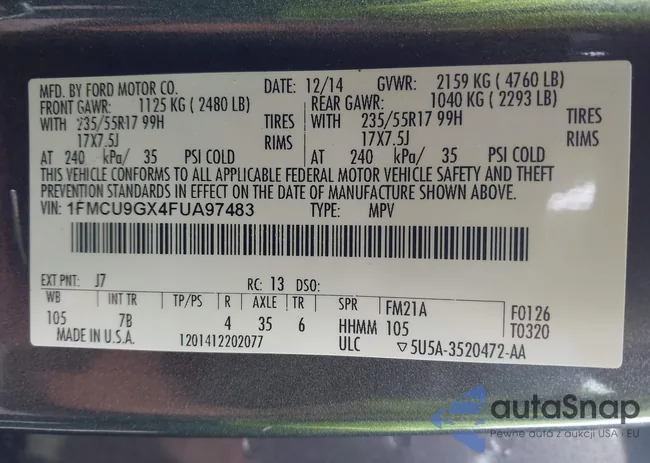 MFD. BY FORD MOTOR CO. DATE: 12/14 GVWR: 2159 KG ( 4760 LB)
FRONT GAWR: 1125 KG ( 2480 LB) REAR GAWR: 1040 KG ( 2293 LB)
WITH 235/55R17 99H TIRES WITH 235/55R17 99H TIRES
17X7.5J RIMS 17X7.5J RIMS
AT 240 kPa/ 35 PSI COLD AT 240 kPa/ 35 PSI COLD
THIS VEHICLE CONFORMS TO ALL APPLICABLE FEDERAL MOTOR VEHICLE SAFETY AND THEFT
PREVENTION STANDARDS IN EFFECT ON THE DATE OF MANUFACTURE SHOWN ABOVE.
VIN: 1FMCU9GX4FUA97483 TYPE: MPV
EXT PNT: J7 RC: 13 DSO:
WB INT TR TP/PS R AXLE TR SPR FM21A F0126
105 7B 4 35 6 HHMM 105 T0320
MADE IN U.S.A. 1201412202077 ULC ▽5U5A-3520472-AA
autaSnap
Pewne auto z aukcji USA i EU